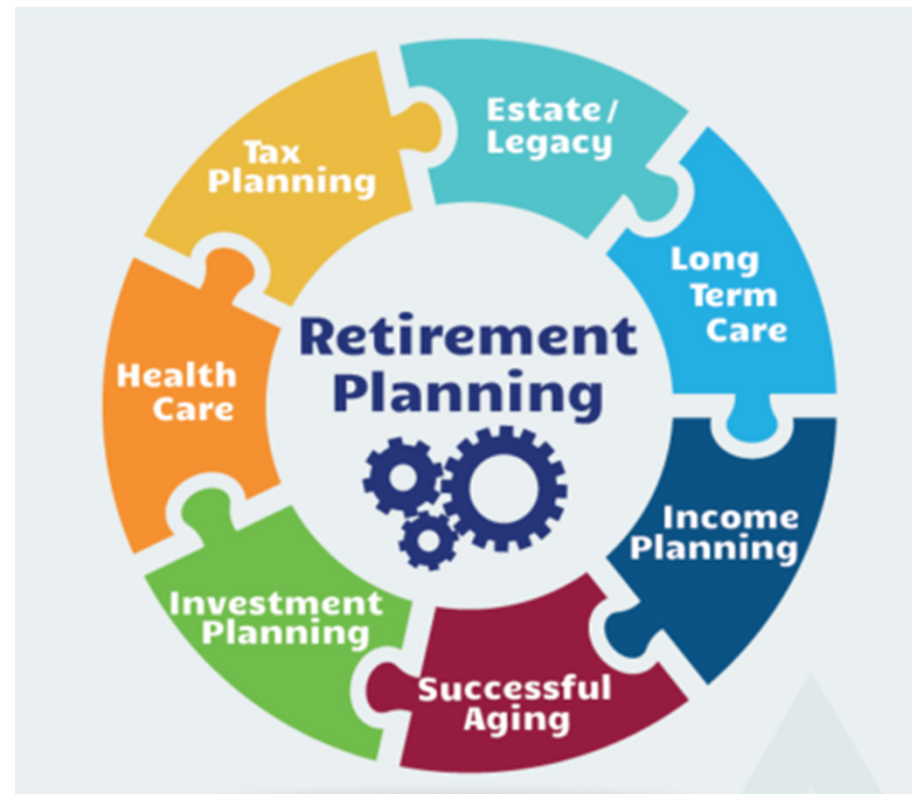 Estate/
Legacy
Long
Term
Care
Income
Planning
Successful
Aging
Investment
Planning
Health
Care
Tax
Planning
Retirement
Planning